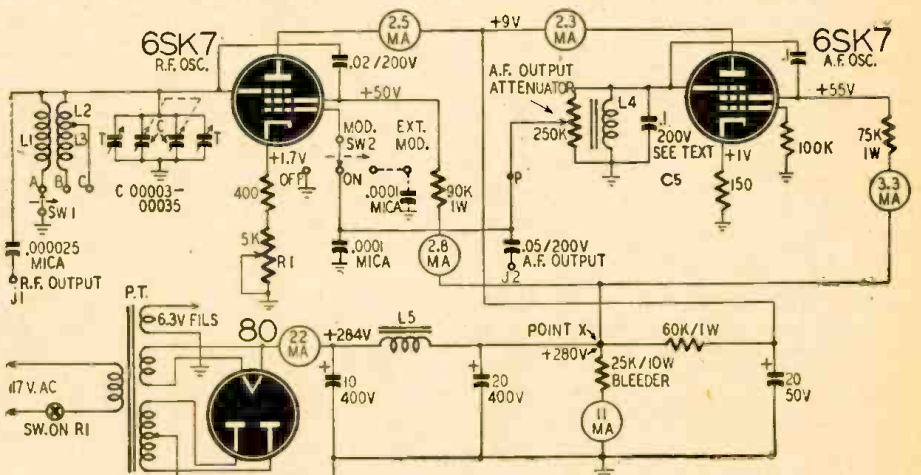 6SK7
R.F. OSC.
2.5
MA
+9V
2.3
MA
6SK7
A.F. OSC.
.02/200V
+50V
A.F. OUTPUT
ATTENUATOR
250K
L4
.1
200V
SEE TEXT
C5
.1
+55V
100K
75K
1W
3.3
MA
L1
L2
L3
A
B
C
SW1
T
C
T
C 00003-
00035
+1.7V
400
5K
R1
MOD.
SW2
OFF
ON
EXT.
MOD.
.0001
MICA
.0001
MICA
90K
1W
2.8
MA
P
.05/200V
A.F. OUTPUT
J2
+1V
150
.000025
MICA
R.F. OUTPUT
J1
P.T.
6.3V FILS
117 V. AC
SW. ON R1
80
22
MA
+284V
L5
10
400V
20
400V
POINT X
+280V
25K/10W
BLEEDER
11
MA
60K/1W
20
50V